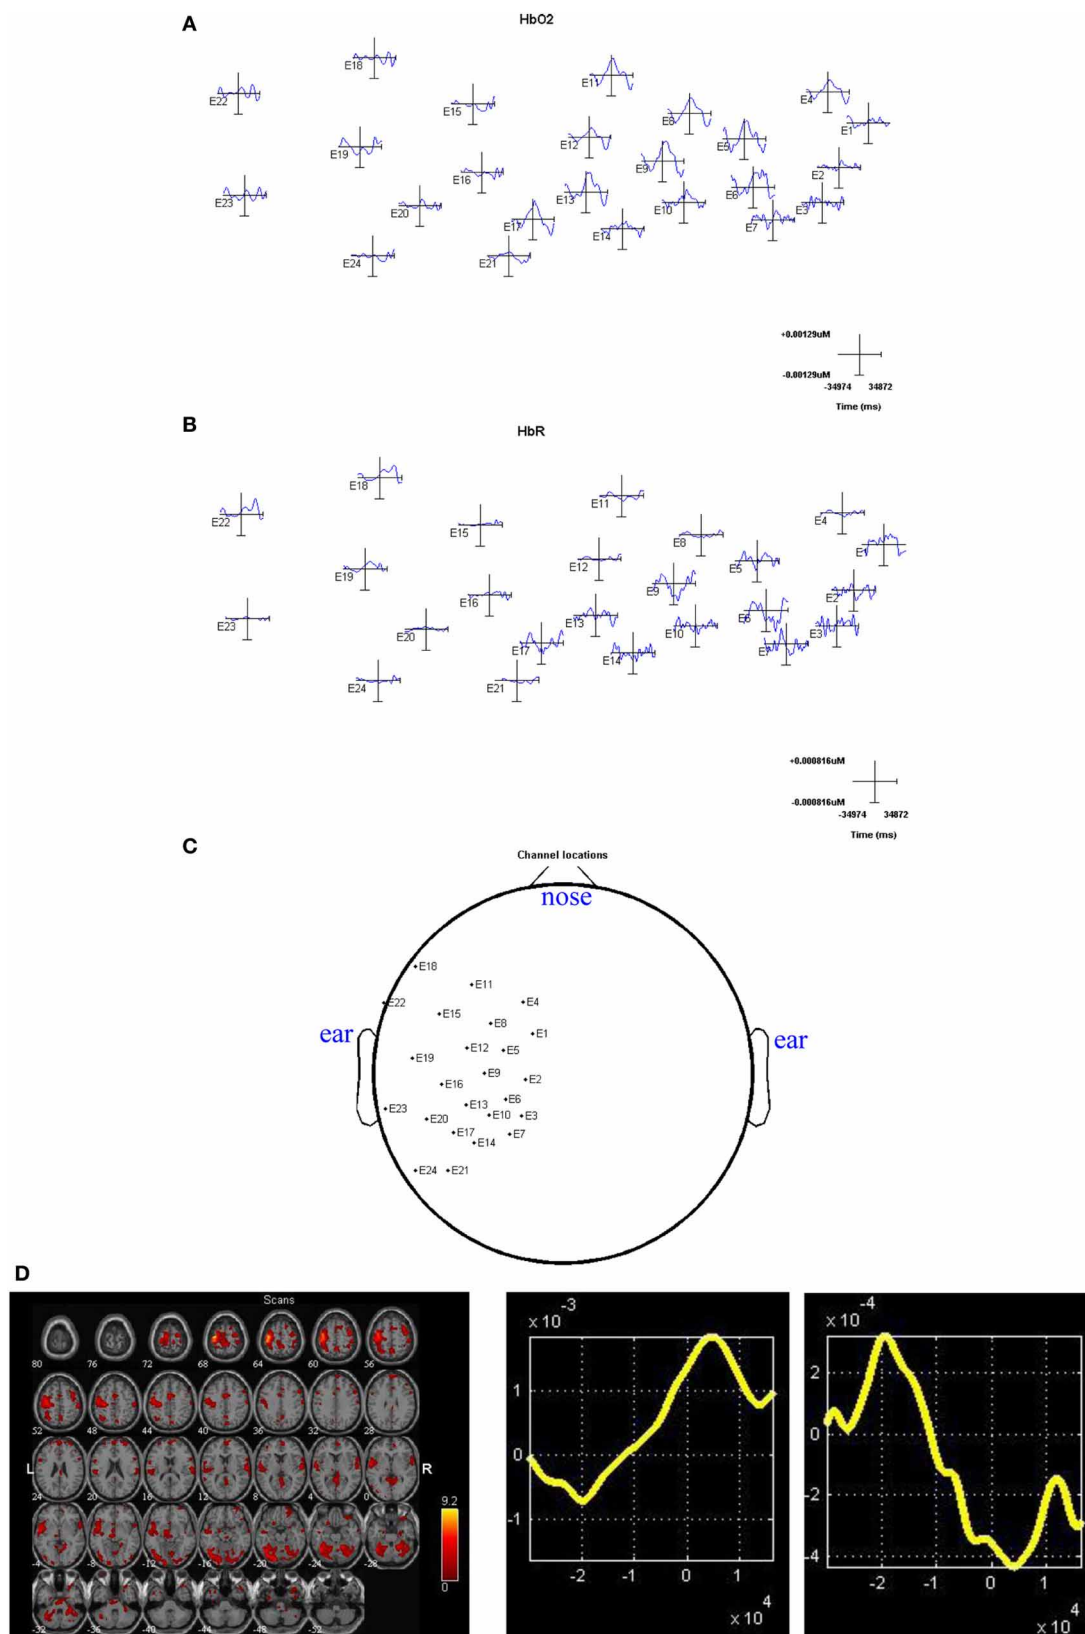 A
HbO2
E18
E22
E11
E4
E15
E8
E1
E12
E5
E19
E9
E2
E16
E6
E23
E13
E10
E3
E20
E17
E7
E14
E24
E21
+0.00129uM
-0.00129uM
-34974 34872
Time (ms)
B
HbR
E18
E11
E22
E4
E15
E8
E1
E12
E5
E19
E9
E2
E16
E6
E23
E13
E10
E3
E20
E17
E7
E14
E24
E21
+0.000816uM
-0.000816uM
-34974 34872
Time (ms)
C
Channel locations
nose
E18
E11
E22
E4
E15
E8
ear
E1
ear
E12
E5
E19
E9
E2
E16
E6
E23
E13
E10
E3
E20
E17
E7
E14
E24
E21
D
Scans
80 76 72 68 64 60 56
52 48 44 40 36 32 28
L
R
24 20 16 12 8 4 0
9.2
-4 -8 -12 -16 -20 -24 -28
0
-32 -36 -40 -44 -48 -52
x 10 -3
1
0
-1
-2 -1 0 1
x 10 4
x 10 -4
2
0
-2
-4
-2 -1 0 1
x 10 4